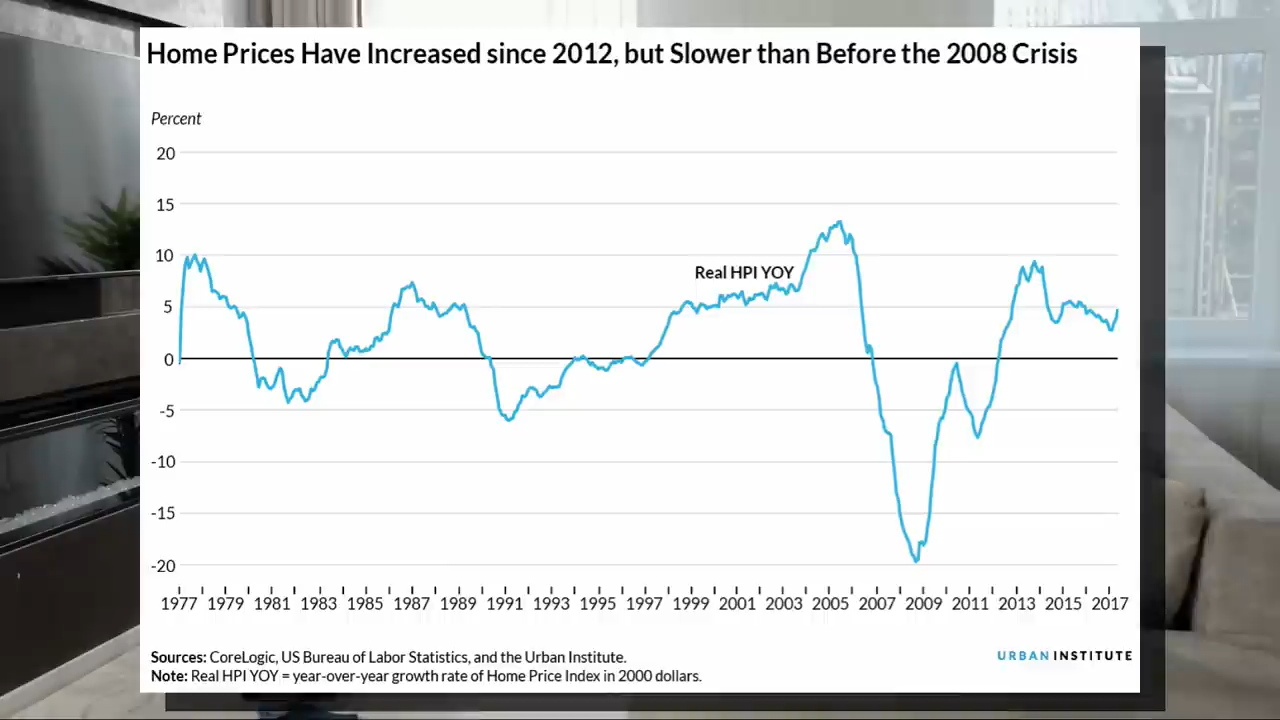 Home Prices Have Increased since 2012, but Slower than Before the 2008 Crisis
Percent
20
15
10
Real HPI YOY
5
0
-5
-10
-15
-20
1977 1979 1981 1983 1985 1987 1989 1991 1993 1995 1997 1999 2001 2003 2005 2007 2009 2011 2013 2015 2017
Sources: CoreLogic, US Bureau of Labor Statistics, and the Urban Institute.
URBAN INSTITUTE
Note: Real HPI YOY = year-over-year growth rate of Home Price Index in 2000 dollars.